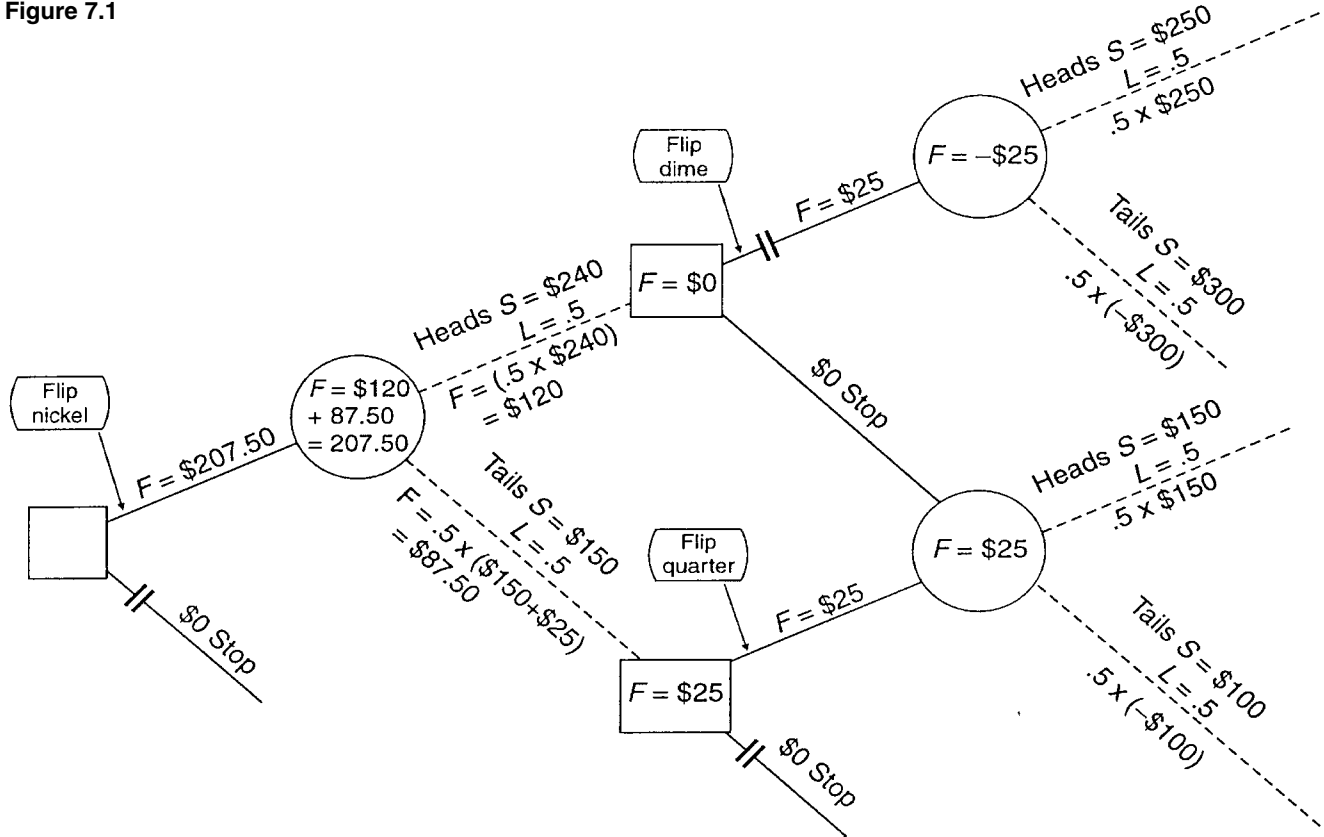 Figure 7.1
Flip
nickel
F = $207.50
$0 Stop
F = $120
+ 87.50
= 207.50
Heads S = $240
L = .5
F = (.5 x $240)
= $120
Tails S = $150
L = .5
F = .5 x ($150+$25)
= $87.50
Flip
dime
F = $0
F = $25
$0 Stop
F = –$25
Heads S = $250
L = .5
.5 x $250
Tails S = $300
L = .5
.5 x (–$300)
Flip
quarter
F = $25
F = $25
$0 Stop
F = $25
Heads S = $150
L = .5
.5 x $150
Tails S = $100
L = .5
.5 x (–$100)